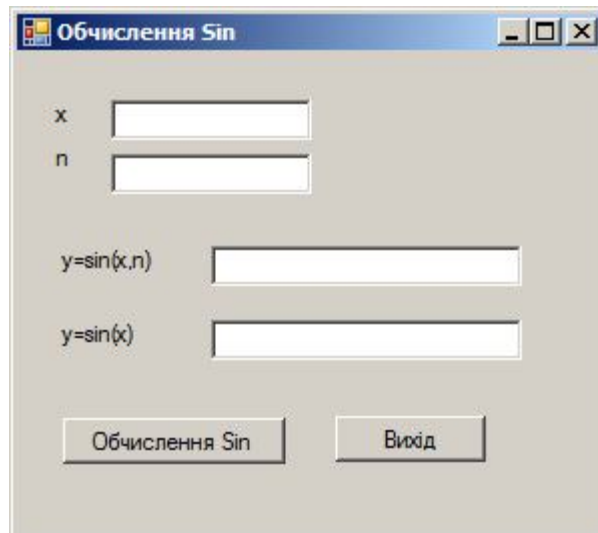 Обчислення Sin
x
n
y=sin(x,n)
y=sin(x)
Обчислення Sin
Вихід